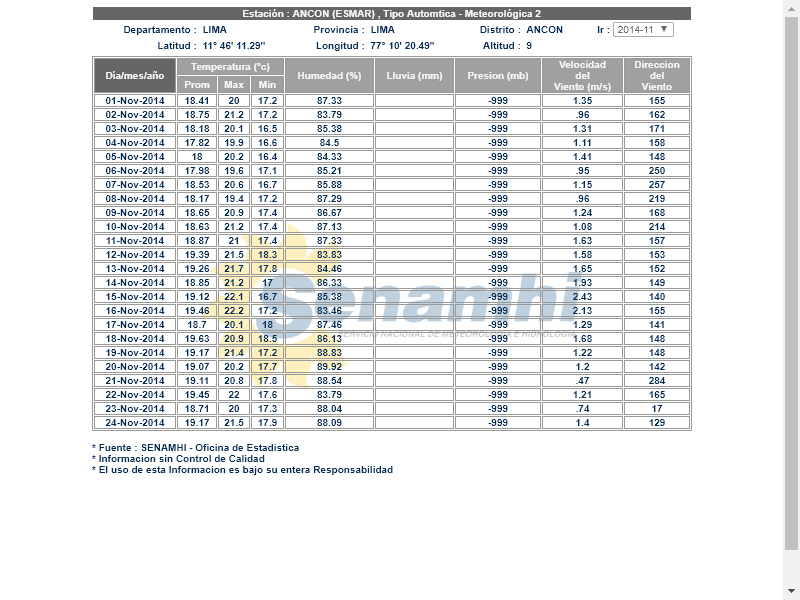 Estación : ANCON (ESMAR) , Tipo Automtica - Meteorológica 2
Departamento : LIMA Provincia : LIMA Distrito : ANCON Ir : 2014-11
Latitud : 11° 46' 11.29" Longitud : 77° 10' 20.49" Altitud : 9
Dia/mes/año Temperatura (°c) Humedad (%) Lluvia (mm) Presion (mb) Velocidad del Viento (m/s) Direccion del Viento
Prom Max Min
01-Nov-2014 18.41 20 17.2 87.33 -999 1.35 155
02-Nov-2014 18.75 21.2 17.2 83.79 -999 .96 162
03-Nov-2014 18.18 20.1 16.5 85.38 -999 1.31 171
04-Nov-2014 17.82 19.9 16.6 84.5 -999 1.11 158
05-Nov-2014 18 20.2 16.4 84.33 -999 1.41 148
06-Nov-2014 17.98 19.6 17.1 85.21 -999 .95 250
07-Nov-2014 18.53 20.6 16.7 85.88 -999 1.15 257
08-Nov-2014 18.17 19.4 17.2 87.29 -999 .96 219
09-Nov-2014 18.65 20.9 17.4 86.67 -999 1.24 168
10-Nov-2014 18.63 21.2 17.4 87.13 -999 1.08 214
11-Nov-2014 18.87 21 17.4 87.33 -999 1.63 157
12-Nov-2014 19.39 21.5 18.3 83.83 -999 1.58 153
13-Nov-2014 19.26 21.7 17.8 84.46 -999 1.65 152
14-Nov-2014 18.85 21.2 17 86.33 -999 1.93 149
15-Nov-2014 19.12 22.1 16.7 85.38 -999 2.43 140
16-Nov-2014 19.46 22.2 17.2 83.46 -999 2.13 155
17-Nov-2014 18.7 20.1 18 87.46 -999 1.29 141
18-Nov-2014 19.63 20.9 18.5 86.13 -999 1.68 148
19-Nov-2014 19.17 21.4 17.2 88.83 -999 1.22 148
20-Nov-2014 19.07 20.2 17.7 89.92 -999 1.2 142
21-Nov-2014 19.11 20.8 17.8 88.54 -999 .47 284
22-Nov-2014 19.45 22 17.6 83.79 -999 1.21 165
23-Nov-2014 18.71 20 17.3 88.04 -999 .74 17
24-Nov-2014 19.17 21.5 17.9 88.09 -999 1.4 129
Senamhi
SERVICIO NACIONAL DE METEOROLOGIA E HIDROLOGIA
* Fuente : SENAMHI - Oficina de Estadistica
* Informacion sin Control de Calidad
* El uso de esta Informacion es bajo su entera Responsabilidad